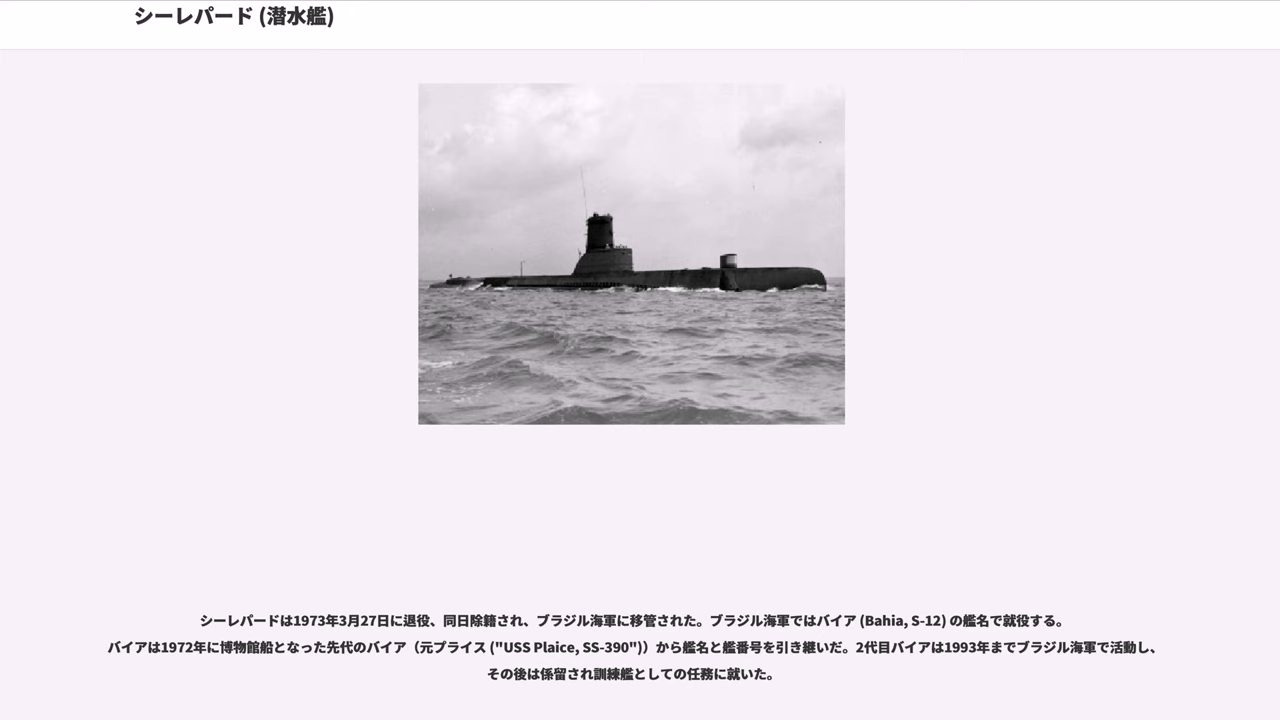 シーレパード (潜水艦)
シーレパードは1973年3月27日に退役、同日除籍され、ブラジル海軍に移管された。ブラジル海軍ではバイア (Bahia, S-12) の艦名で就役する。
バイアは1972年に博物館船となった先代のバイア（元プライス ("USS Plaice, SS-390")）から艦名と艦番号を引き継いだ。2代目バイアは1993年までブラジル海軍で活動し、
その後は係留され訓練艦としての任務に就いた。